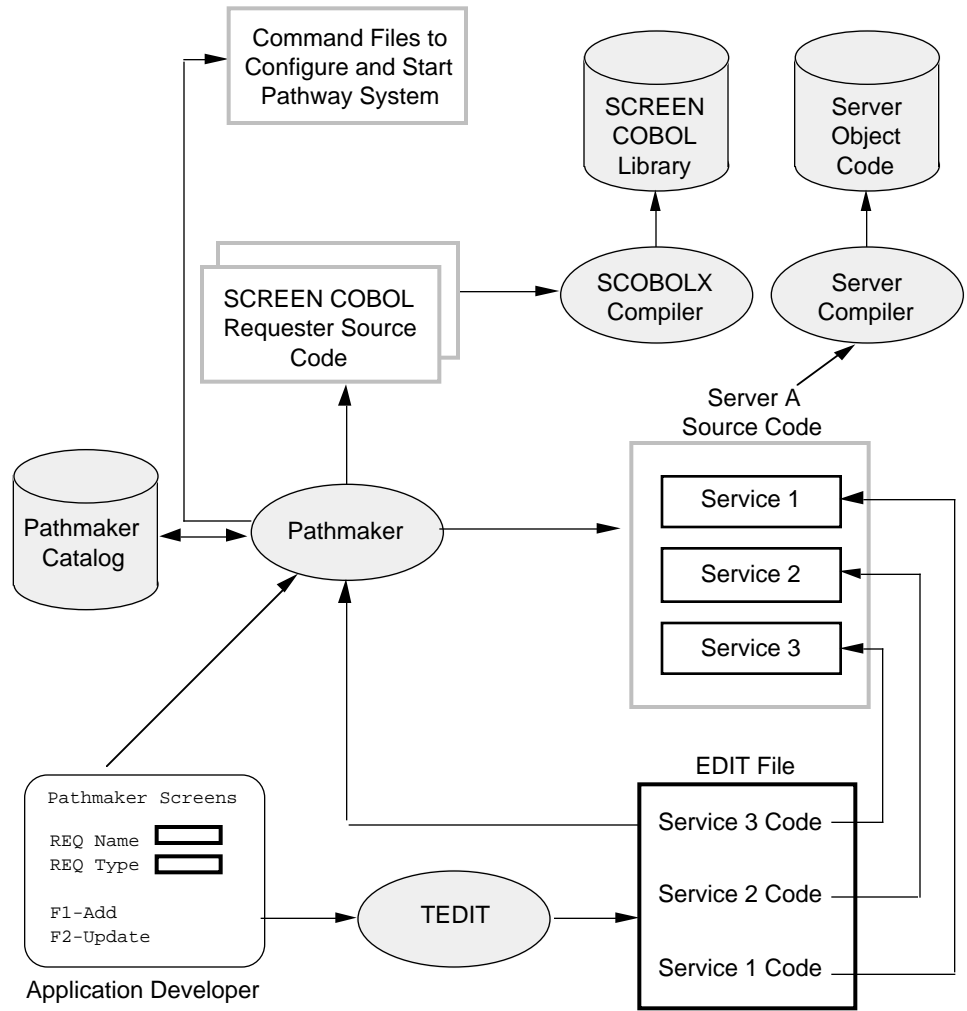 Command Files to
Configure and Start
Pathway System
SCREEN
COBOL
Library
Server
Object
Code
SCREEN COBOL
Requester Source
Code
SCOBOLX
Compiler
Server
Compiler
Server A
Source Code
Pathmaker
Catalog
Pathmaker
Service 1
Service 2
Service 3
EDIT File
Pathmaker Screens
REQ Name
REQ Type
F1-Add
F2-Update
Application Developer
TEDIT
Service 3 Code
Service 2 Code
Service 1 Code